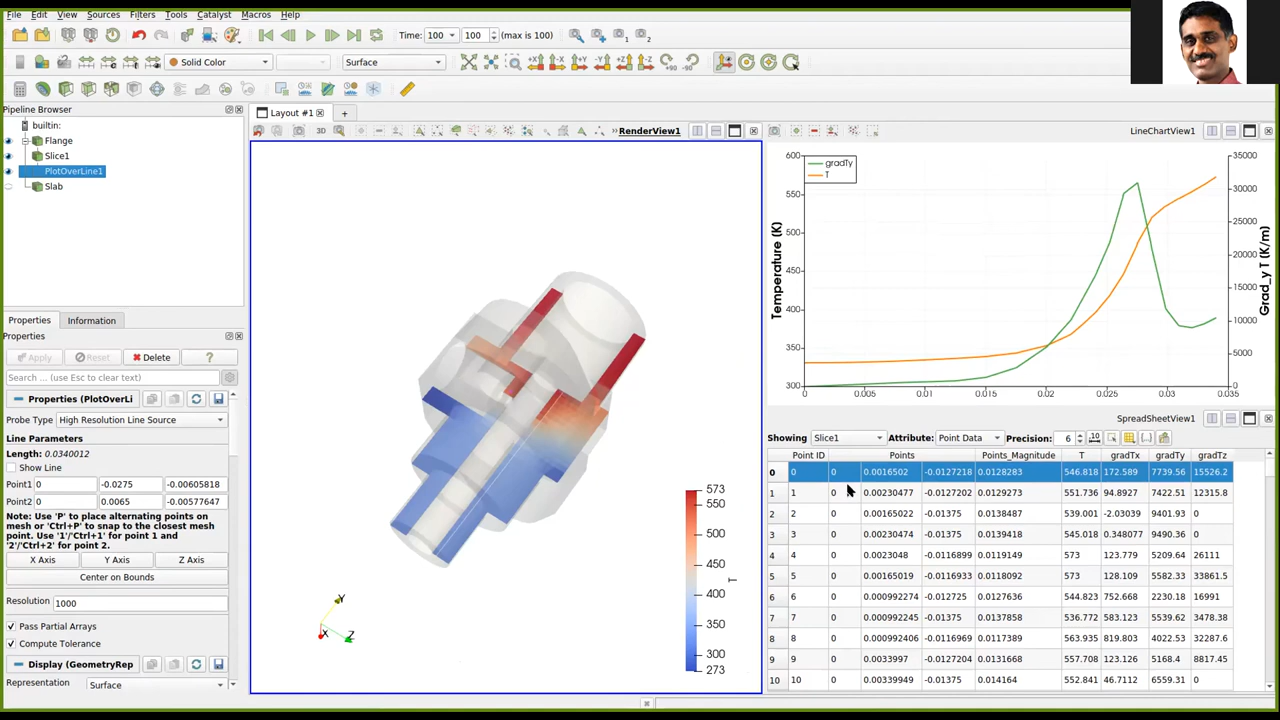 File Edit View Sources Filters Tools Catalyst Macros Help
Time: 100 100 (max is 100)
Solid Color Surface
Pipeline Browser
builtin:
Flange
Slice1
PlotOverLine1
Slab
Properties Information
Properties
Apply Reset Delete ?
Search ... (use Esc to clear text)
Properties (PlotOverLi
Probe Type High Resolution Line Source
Line Parameters
Length: 0.0340012
Show Line
Point1 0 -0.0275 -0.00605818
Point2 0 0.0065 -0.00577647
Note: Use 'P' to place alternating points on
mesh or 'Ctrl+P' to snap to the closest mesh
point. Use '1'/'Ctrl+1' for point 1 and
'2'/'Ctrl+2' for point 2.
X Axis Y Axis Z Axis
Center on Bounds
Resolution 1000
Pass Partial Arrays
Compute Tolerance
Display (GeometryRep
Representation Surface
Layout #1 +
3D RenderView1
573
550
500
450
400
350
300
273
T
Y
X Z
LineChartView1
gradTy
T
Temperature (K)
600
550
500
450
400
350
300
0 0.005 0.01 0.015 0.02 0.025 0.03 0.035
35000
30000
25000
20000
15000
10000
5000
0
Grad_y T (K/m)
SpreadSheetView1
Showing Slice1 Attribute: Point Data Precision: 6
Point ID Points Points_Magnitude T gradTx gradTy gradTz
0 0 0 0.0016502 -0.0127218 0.0128283 546.818 172.589 7739.56 15526.2
1 1 0 0.00230477 -0.0127202 0.0129273 551.736 94.8927 7422.51 12315.8
2 2 0 0.00165022 -0.01375 0.0138487 539.001 -2.03039 9401.93 0
3 3 0 0.00230474 -0.01375 0.0139418 545.018 0.348077 9490.36 0
4 4 0 0.0023048 -0.0116899 0.0119149 573 123.779 5209.64 26111
5 5 0 0.00165019 -0.0116933 0.0118092 573 128.109 5582.33 33861.5
6 6 0 0.000992274 -0.012725 0.0127636 544.823 752.668 2230.18 16991
7 7 0 0.000992245 -0.01375 0.0137858 536.772 583.123 5539.62 3478.38
8 8 0 0.000992406 -0.0116969 0.0117389 563.935 819.803 4022.53 32287.6
9 9 0 0.0033997 -0.0127204 0.0131668 557.708 123.126 5168.4 8817.45
10 10 0 0.00339949 -0.01375 0.014164 552.841 46.7112 6559.31 0